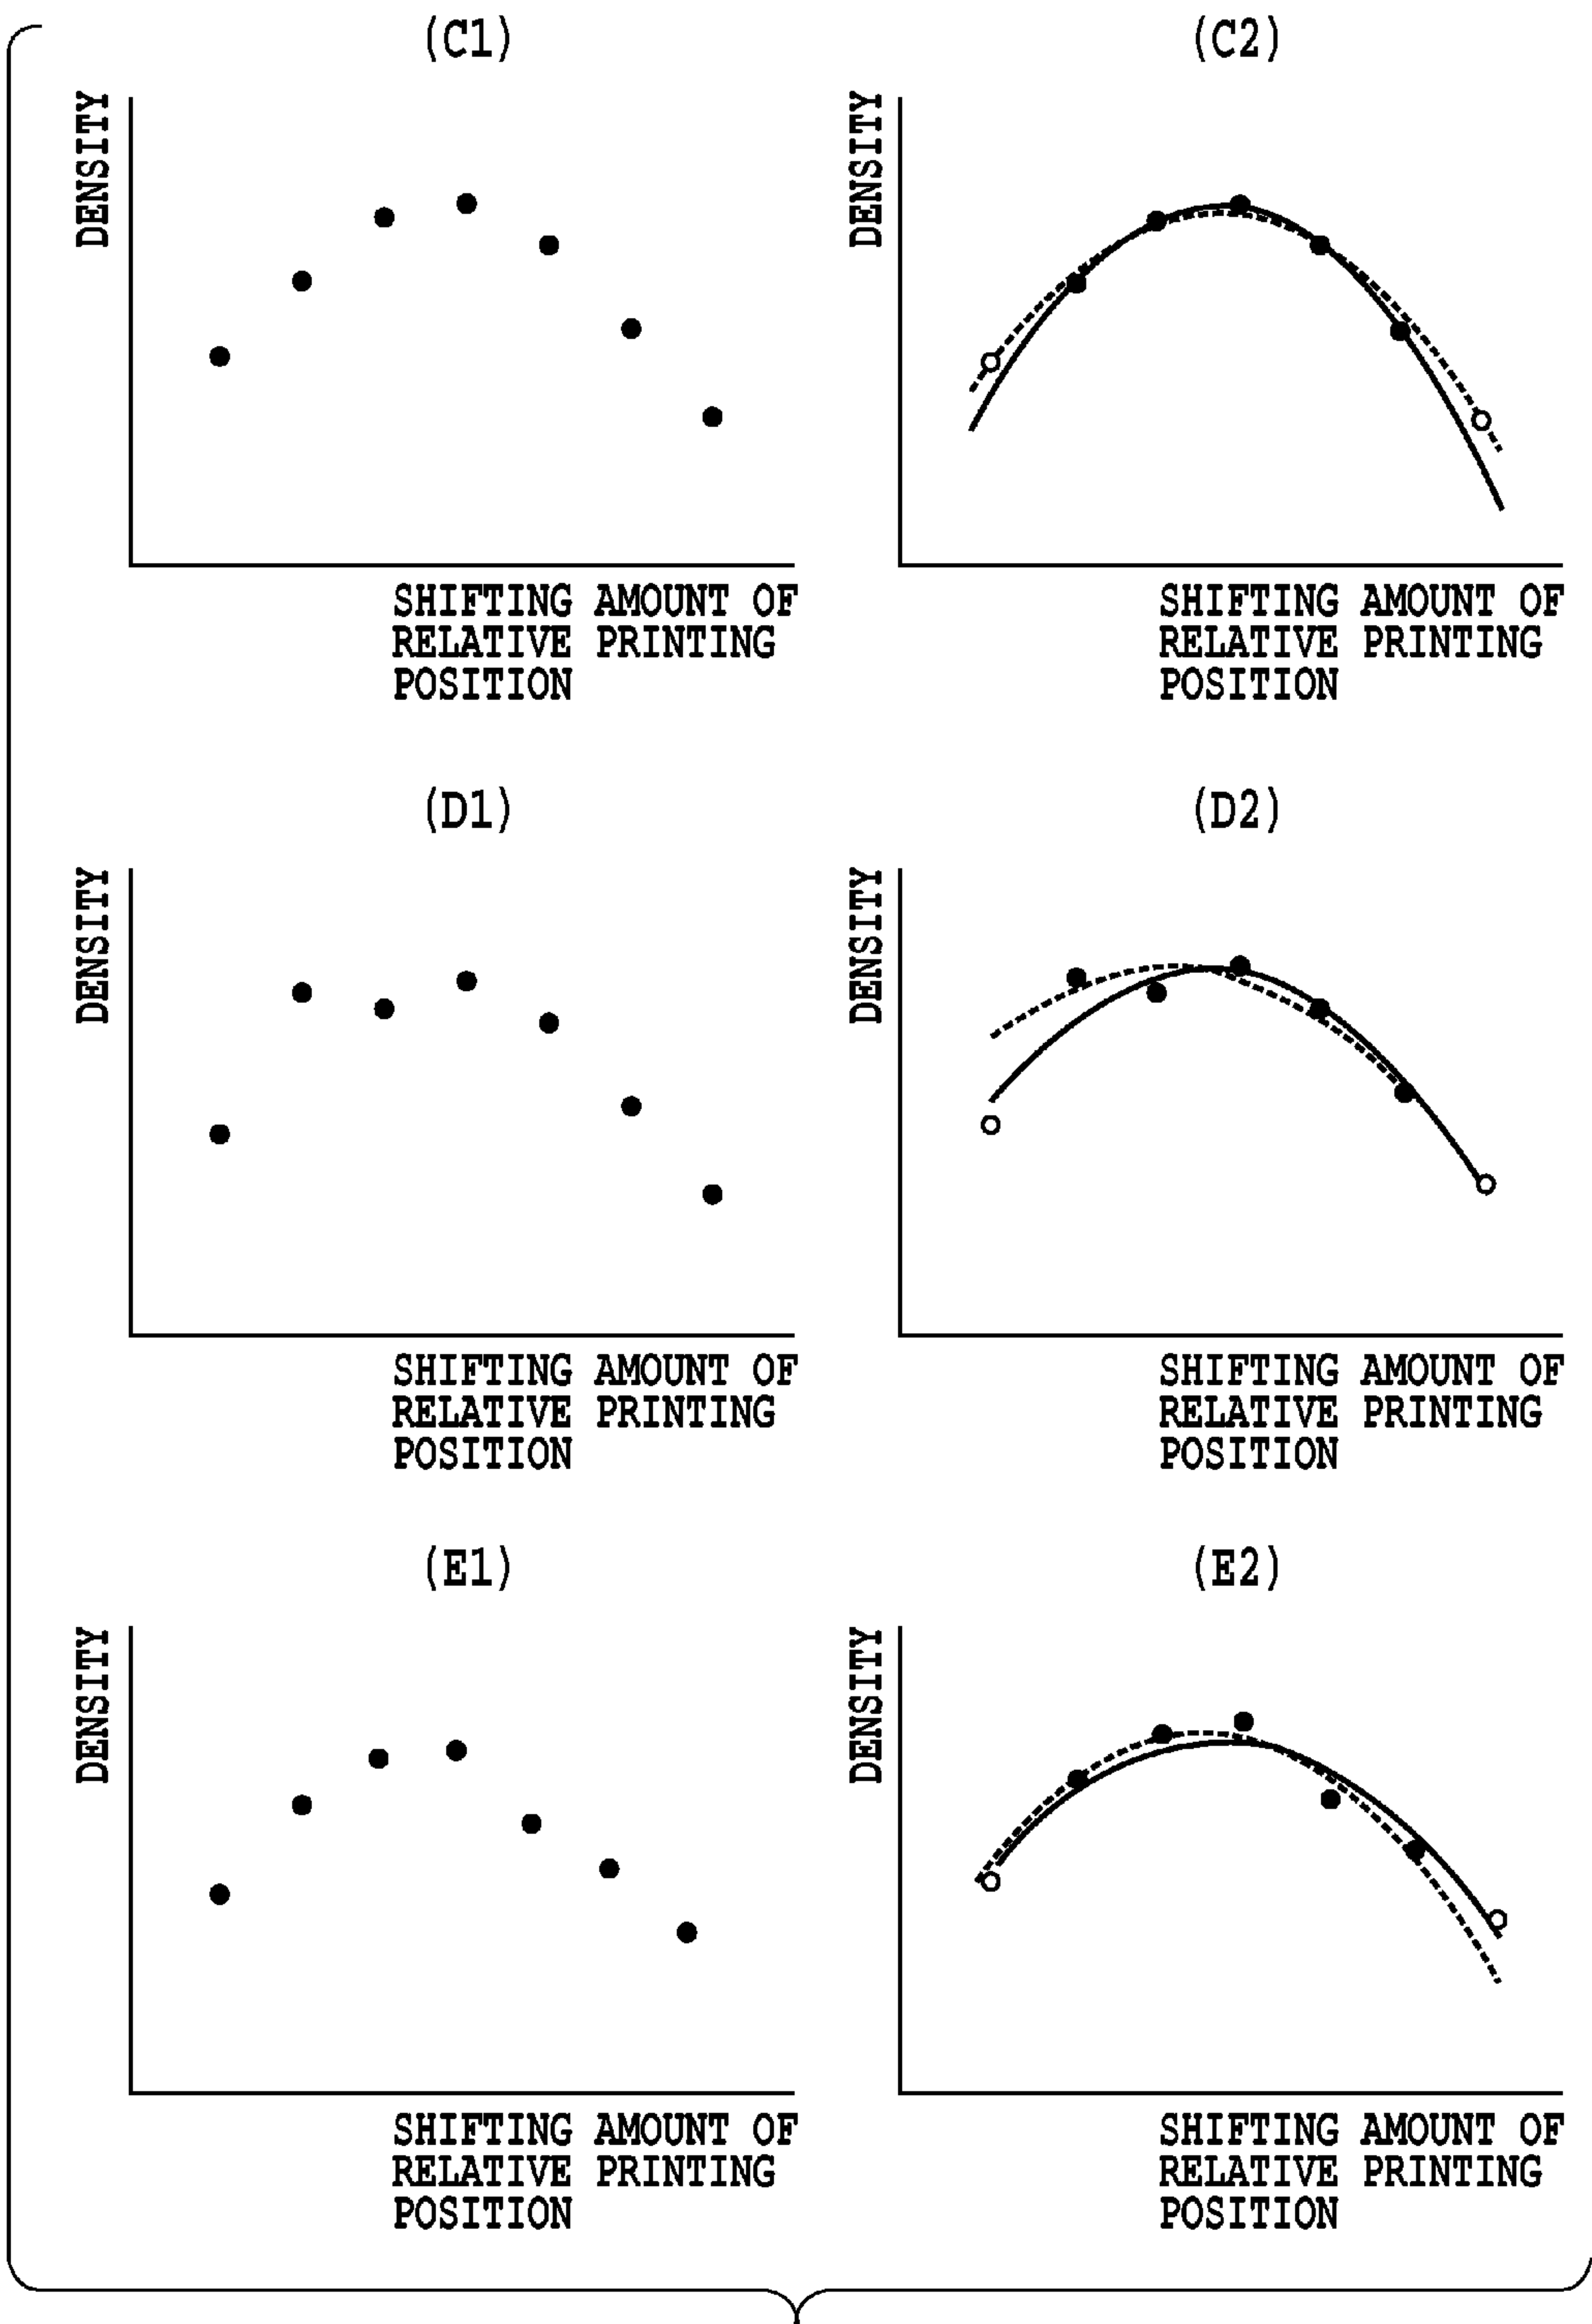 (C1)
DENSITY
SHIFTING AMOUNT OF
RELATIVE PRINTING
POSITION
(C2)
DENSITY
SHIFTING AMOUNT OF
RELATIVE PRINTING
POSITION
(D1)
DENSITY
SHIFTING AMOUNT OF
RELATIVE PRINTING
POSITION
(D2)
DENSITY
SHIFTING AMOUNT OF
RELATIVE PRINTING
POSITION
(E1)
DENSITY
SHIFTING AMOUNT OF
RELATIVE PRINTING
POSITION
(E2)
DENSITY
SHIFTING AMOUNT OF
RELATIVE PRINTING
POSITION